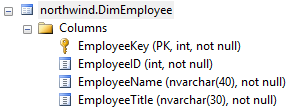 northwind.DimEmployee
Columns
EmployeeKey (PK, int, not null)
EmployeeID (int, not null)
EmployeeName (nvarchar(40), not null)
EmployeeTitle (nvarchar(30), not null)